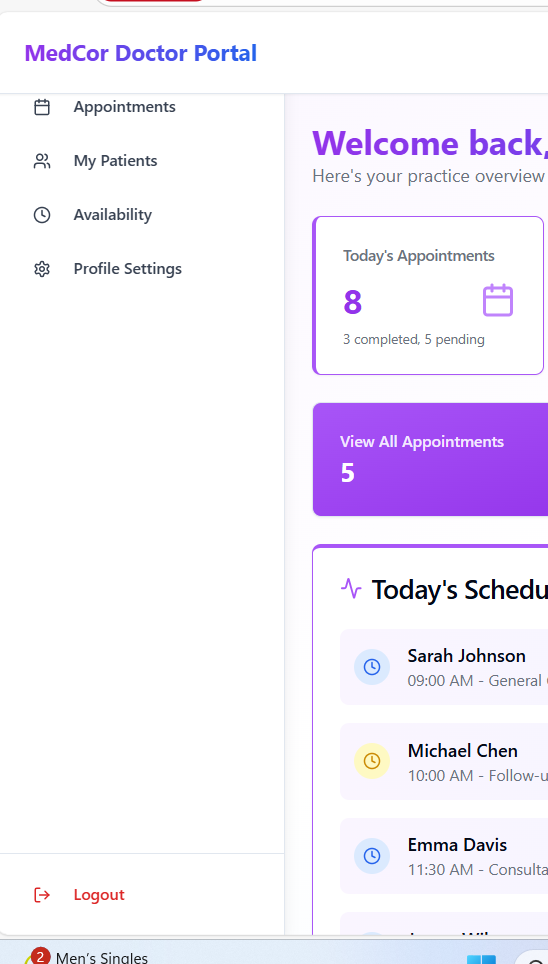 MedCor Doctor Portal
Appointments
My Patients
Availability
Profile Settings
Logout
Welcome back,
Here's your practice overview
Today's Appointments
8
3 completed, 5 pending
View All Appointments
5
Today's Schedu
Sarah Johnson
09:00 AM - General
Michael Chen
10:00 AM - Follow-u
Emma Davis
11:30 AM - Consulta
2
Men's Singles